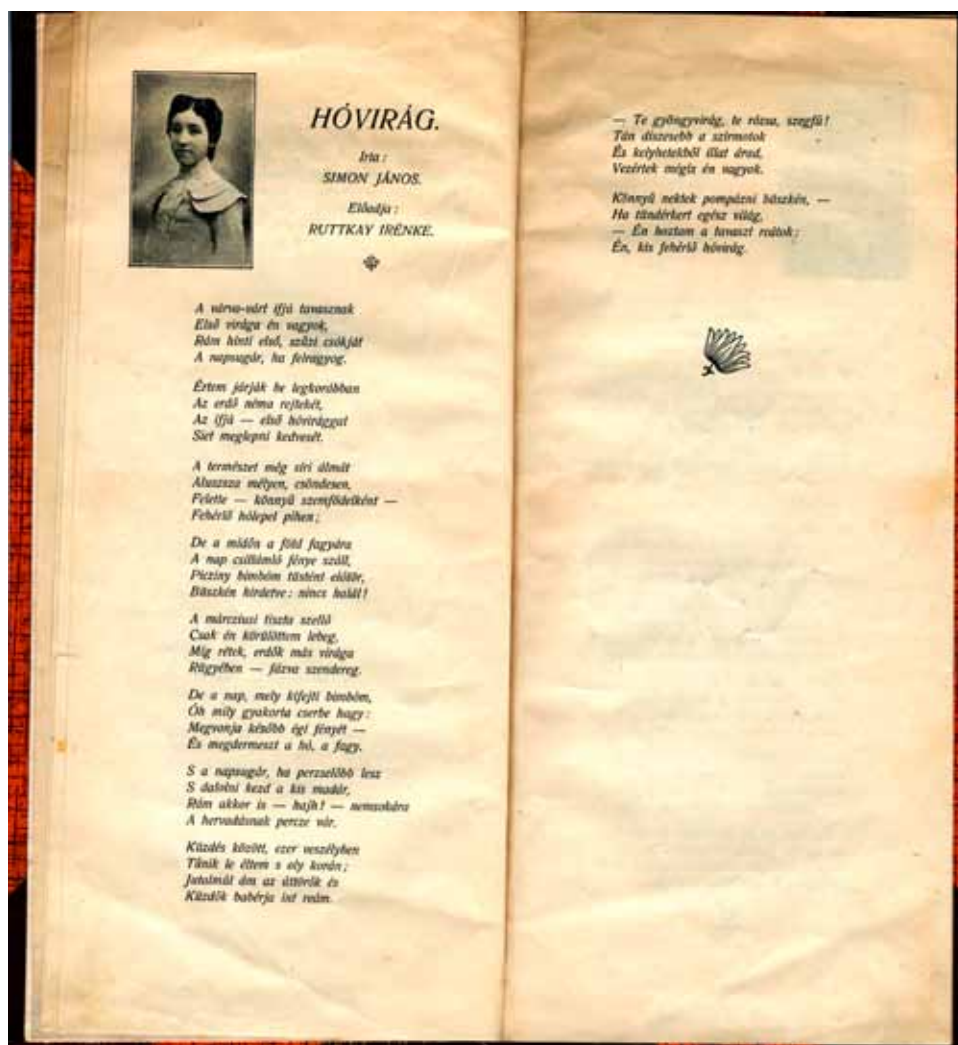 HÓVIRÁG.
Irta:
SIMON JÁNOS.
Előadja:
RUTTKAY IRÉNKE.
A várva-várt ifjú tavasznak
Első virága én vagyok,
Rám hinti első, szűzi csókját
A napsugár, ha felragyog.
Értem járják be legkorábban
Az erdő néma rejtekét,
Az ifjú — első hóvirággal
Siet meglepni kedvesét.
A természet még síri álmát
Aluszsza mélyen, csöndesen,
Felette — könnyű szemfödélként —
Fehérlő hólepel pihen;
De a midőn a föld fagyára
A nap csillámló fénye száll,
Picziny bimbóm tüstént előtör,
Büszkén hirdetve: nincs halál!
A márcziusi tiszta szellő
Csak én körülöttem lebeg,
Míg rétek, erdők más virága
Rügyében — fázva szendereg.
De a nap, mely kifejti bimbóm,
Óh mily gyakorta cserbe hagy:
Megvonja később égi fényét —
És megdermeszt a hó, a fagy.
S a napsugár, ha perzselőbb lesz
S dalolni kezd a kis madár,
Rám akkor is — hajh! — nemsokára
A hervadásnak percze vár.
Küzdés között, ezer veszélyben
Tűnik le éltem s oly korán;
Jutalmúl ám az úttörők és
Küzdők babérja int reám.
— Te gyöngyvirág, te rózsa, szegfű!
Tán díszesebb a szirmotok
És kelyhetekből illat árad,
Vezértek mégis én vagyok.
Könnyű nektek pompázni büszkén, —
Ha tündérkert egész világ,
— Én hoztam a tavaszt reátok:
Én, kis fehérlő hóvirág.